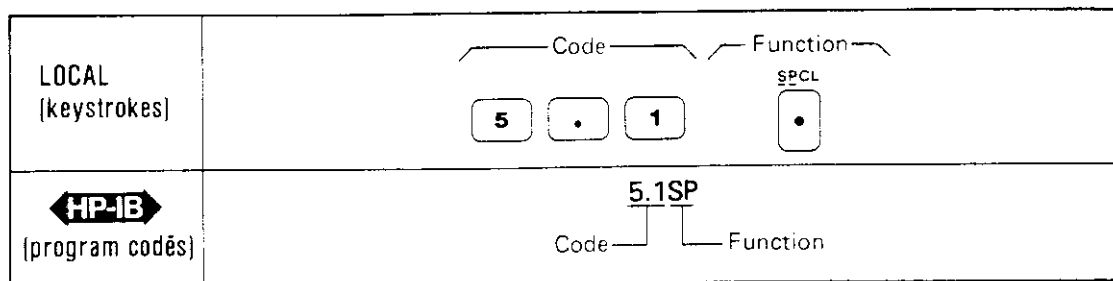 LOCAL
(keystrokes)
Code
Function
SPCL
5 . 1 •
HP-IB
(program codes)
5.1SP
Code
Function